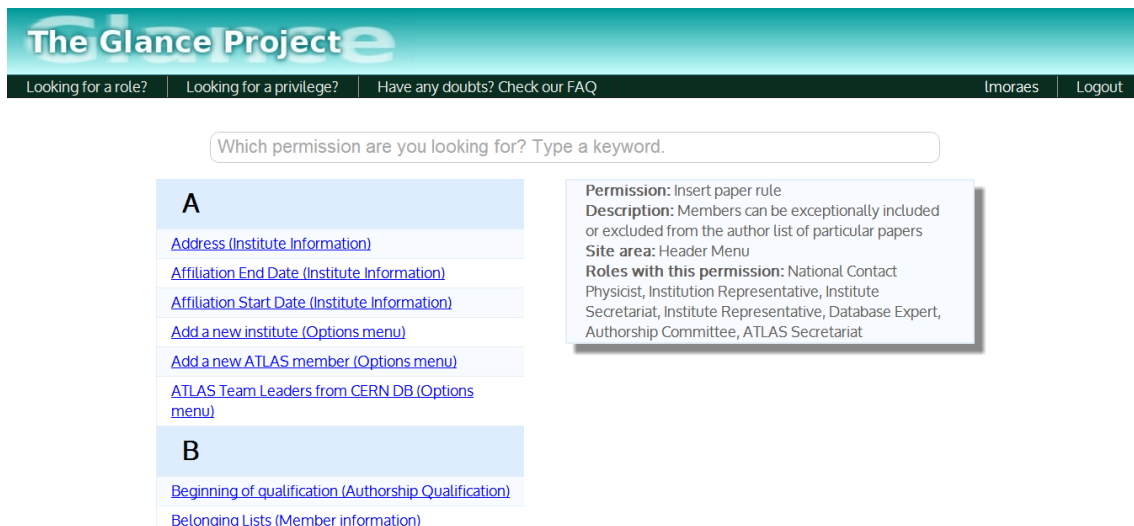 The Glance Project
Glance
Looking for a role?
Looking for a privilege?
Have any doubts? Check our FAQ
lmoraes
Logout
Which permission are you looking for? Type a keyword.
A
Address (Institute Information)
Affiliation End Date (Institute Information)
Affiliation Start Date (Institute Information)
Add a new institute (Options menu)
Add a new ATLAS member (Options menu)
ATLAS Team Leaders from CERN DB (Options
menu)
B
Beginning of qualification (Authorship Qualification)
Belonging Lists (Member information)
Permission: Insert paper rule
Description: Members can be exceptionally included
or excluded from the author list of particular papers
Site area: Header Menu
Roles with this permission: National Contact
Physicist, Institution Representative, Institute
Secretariat, Institute Representative, Database Expert,
Authorship Committee, ATLAS Secretariat